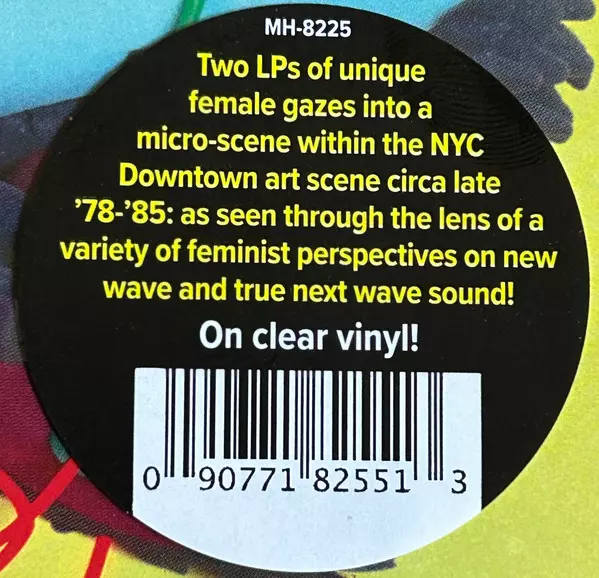 MH-8225
Two LPs of unique
female gazes into a
micro-scene within the NYC
Downtown art scene circa late
’78-’85: as seen through the lens of a
variety of feminist perspectives on new
wave and true next wave sound!
On clear vinyl!
0 90771 82551 3